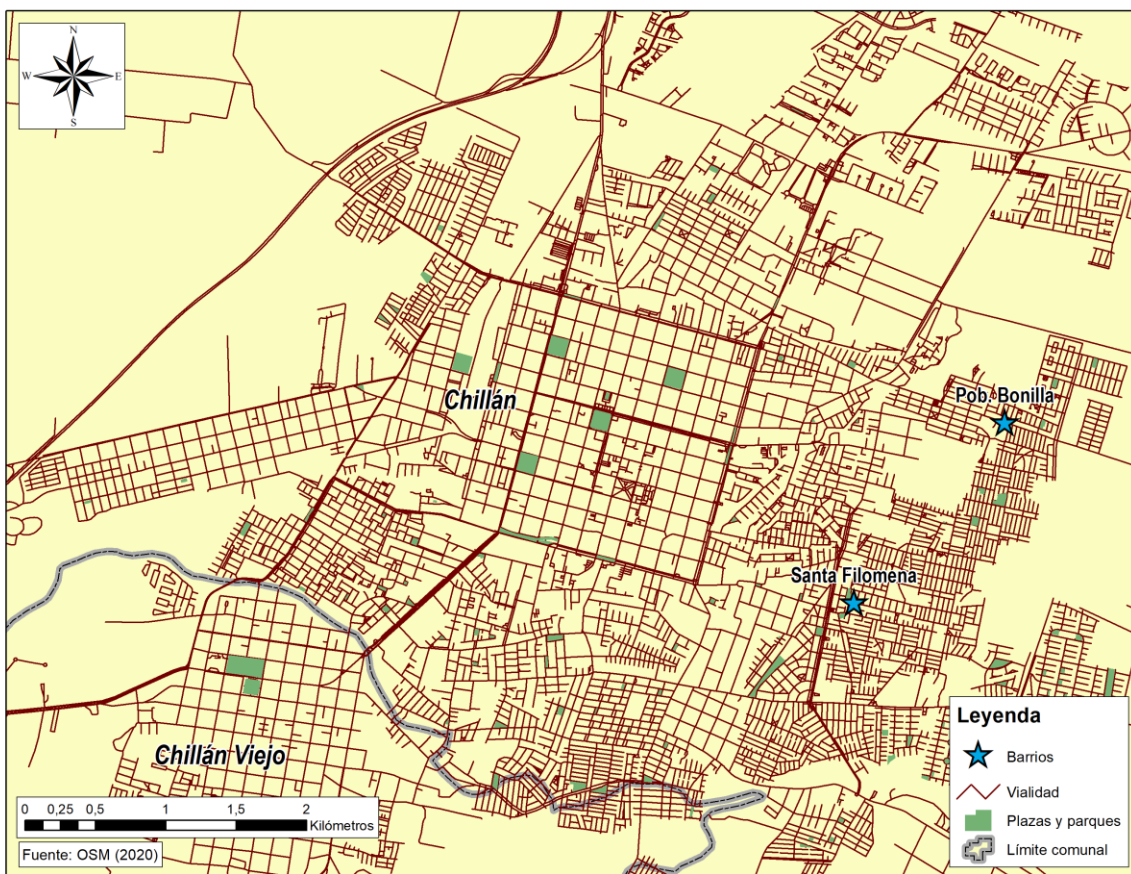 N
W E
S
Pob. Bonilla
Chillán
Santa Filomena
Chillán Viejo
Leyenda
Barrios
Vialidad
Plazas y parques
Límite comunal
0 0,25 0,5 1 1,5 2
Kilómetros
Fuente: OSM (2020)